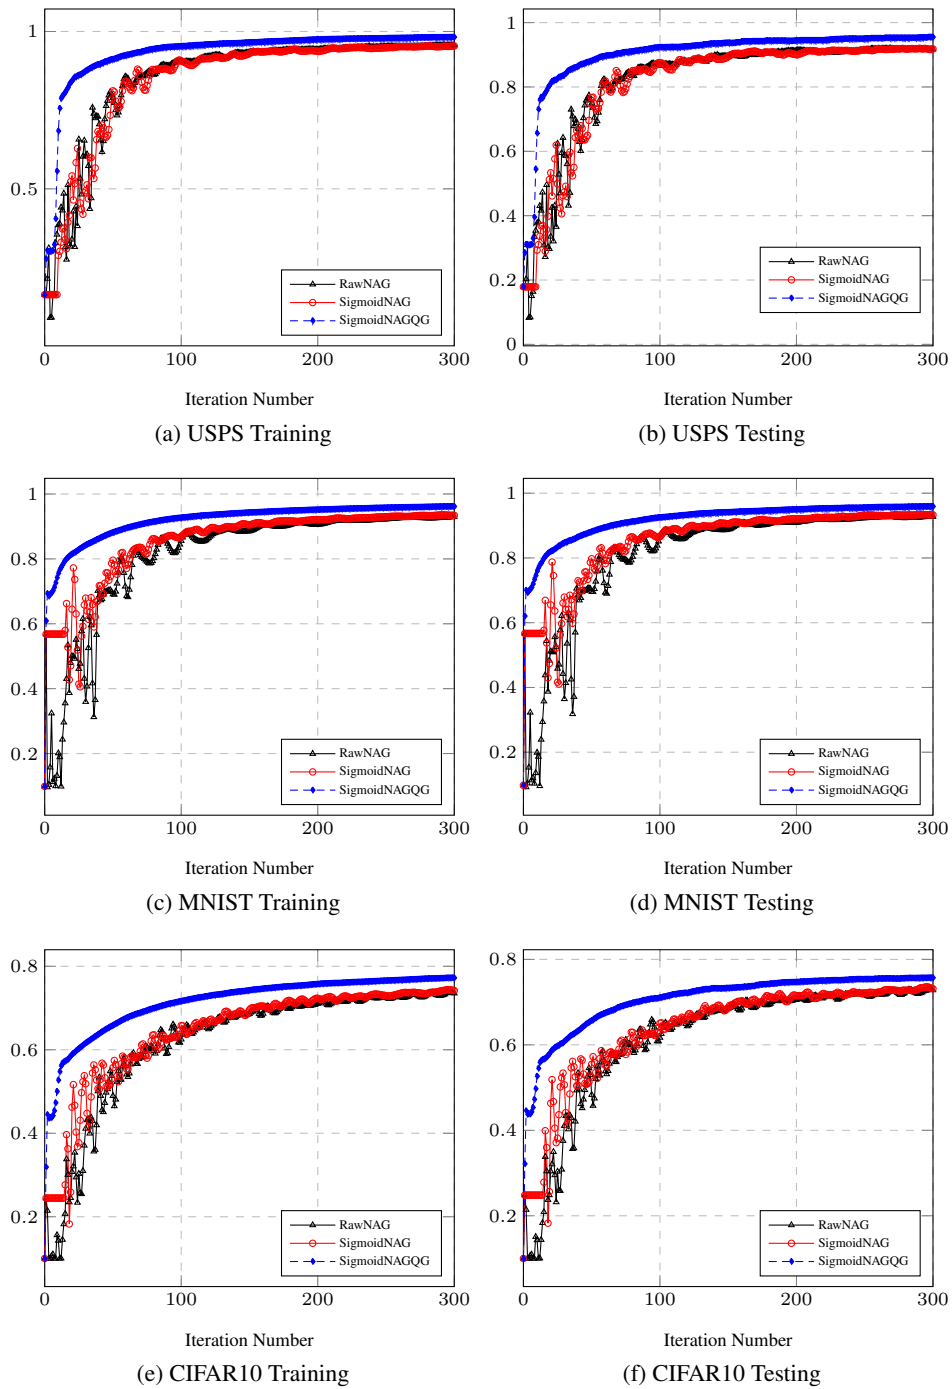 1
0.5
RawNAG
SigmoidNAG
SigmoidNAGQG
0
100
200
300
Iteration Number
(a) USPS Training
1
0.8
0.6
0.4
0.2
0
RawNAG
SigmoidNAG
SigmoidNAGQG
0
100
200
300
Iteration Number
(b) USPS Testing
1
0.8
0.6
0.4
0.2
RawNAG
SigmoidNAG
SigmoidNAGQG
0
100
200
300
Iteration Number
(c) MNIST Training
1
0.8
0.6
0.4
0.2
RawNAG
SigmoidNAG
SigmoidNAGQG
0
100
200
300
Iteration Number
(d) MNIST Testing
0.8
0.6
0.4
0.2
RawNAG
SigmoidNAG
SigmoidNAGQG
0
100
200
300
Iteration Number
(e) CIFAR10 Training
0.8
0.6
0.4
0.2
RawNAG
SigmoidNAG
SigmoidNAGQG
0
100
200
300
Iteration Number
(f) CIFAR10 Testing